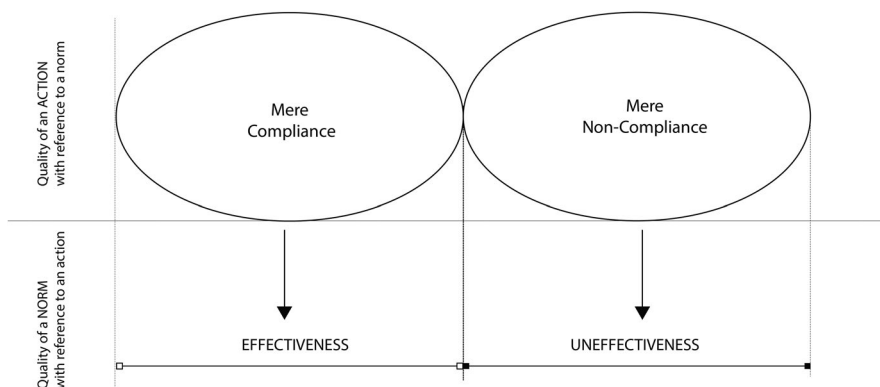 Quality of an ACTION
with reference to a norm
Mere
Compliance
Mere
Non-Compliance
Quality of a NORM
with reference to an action
EFFECTIVENESS
UNEFFECTIVENESS